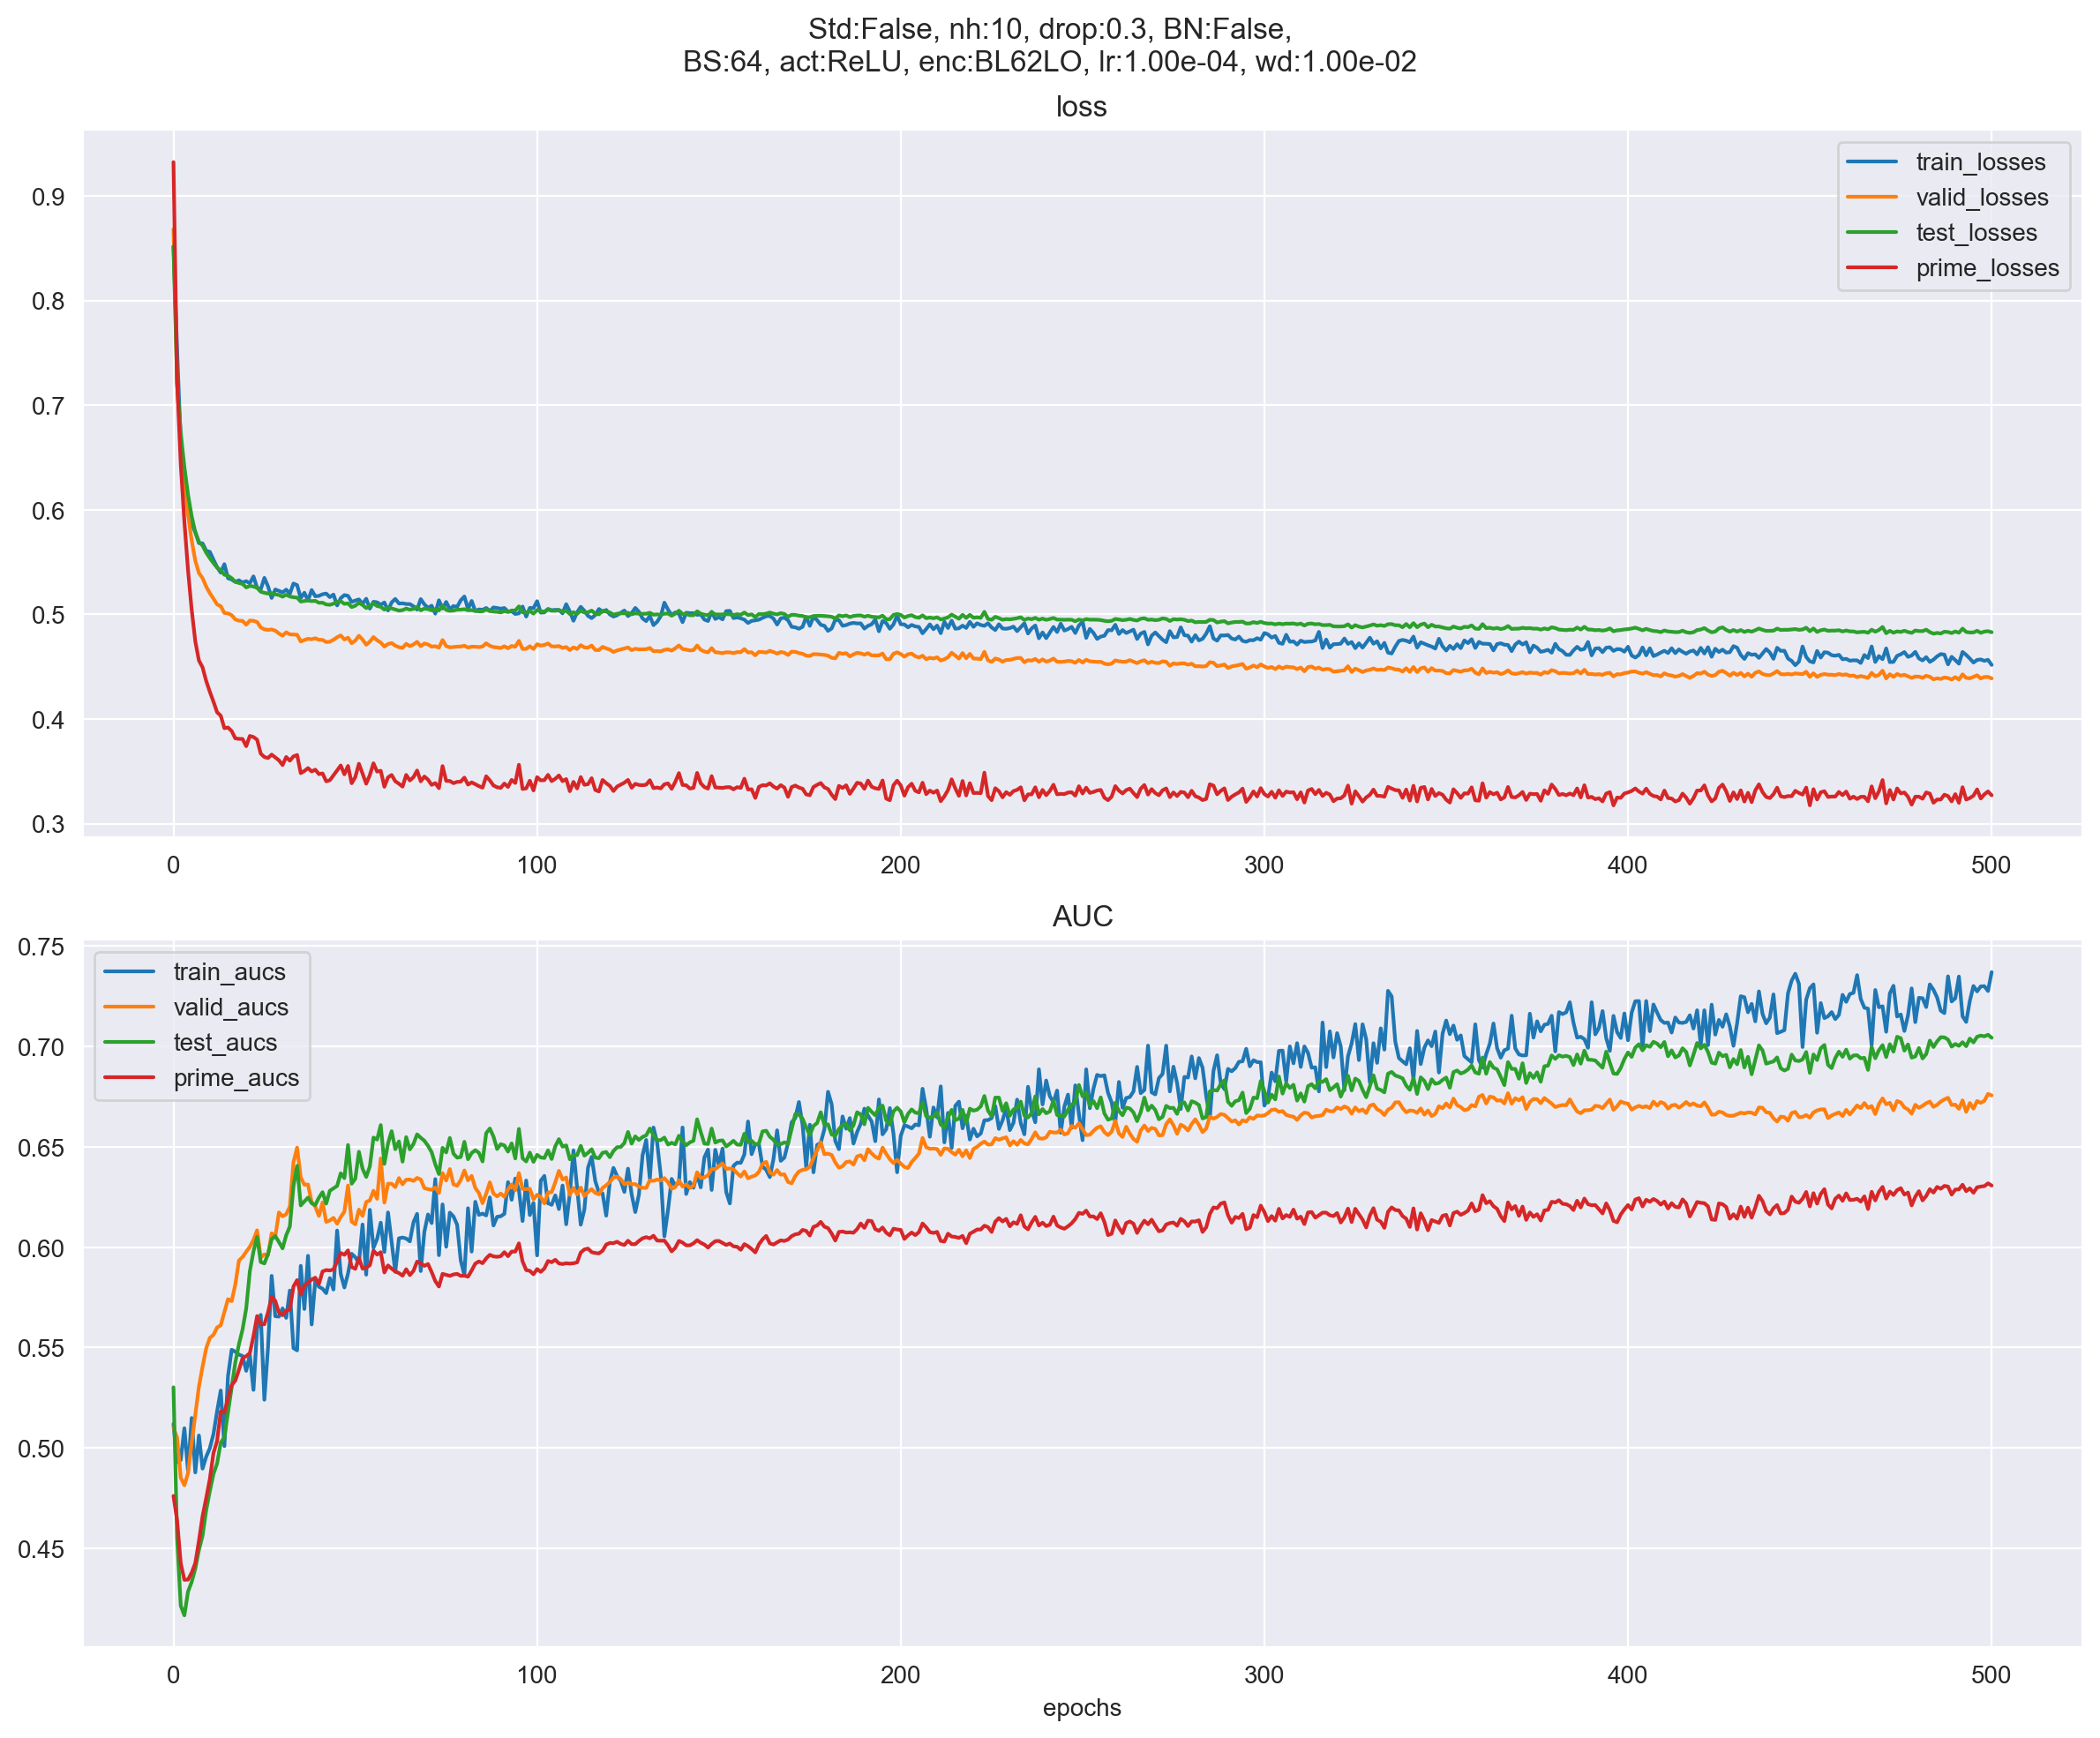 Std:False, nh:10, drop:0.3, BN:False,
BS:64, act:ReLU, enc:BL62LO, lr:1.00e-04, wd:1.00e-02
loss
0.9
0.8
0.7
0.6
0.5
0.4
0.3
train_losses
valid_losses
test_losses
prime_losses
0 100 200 300 400 500
AUC
0.75
0.70
0.65
0.60
0.55
0.50
0.45
train_aucs
valid_aucs
test_aucs
prime_aucs
0 100 200 300 400 500
epochs